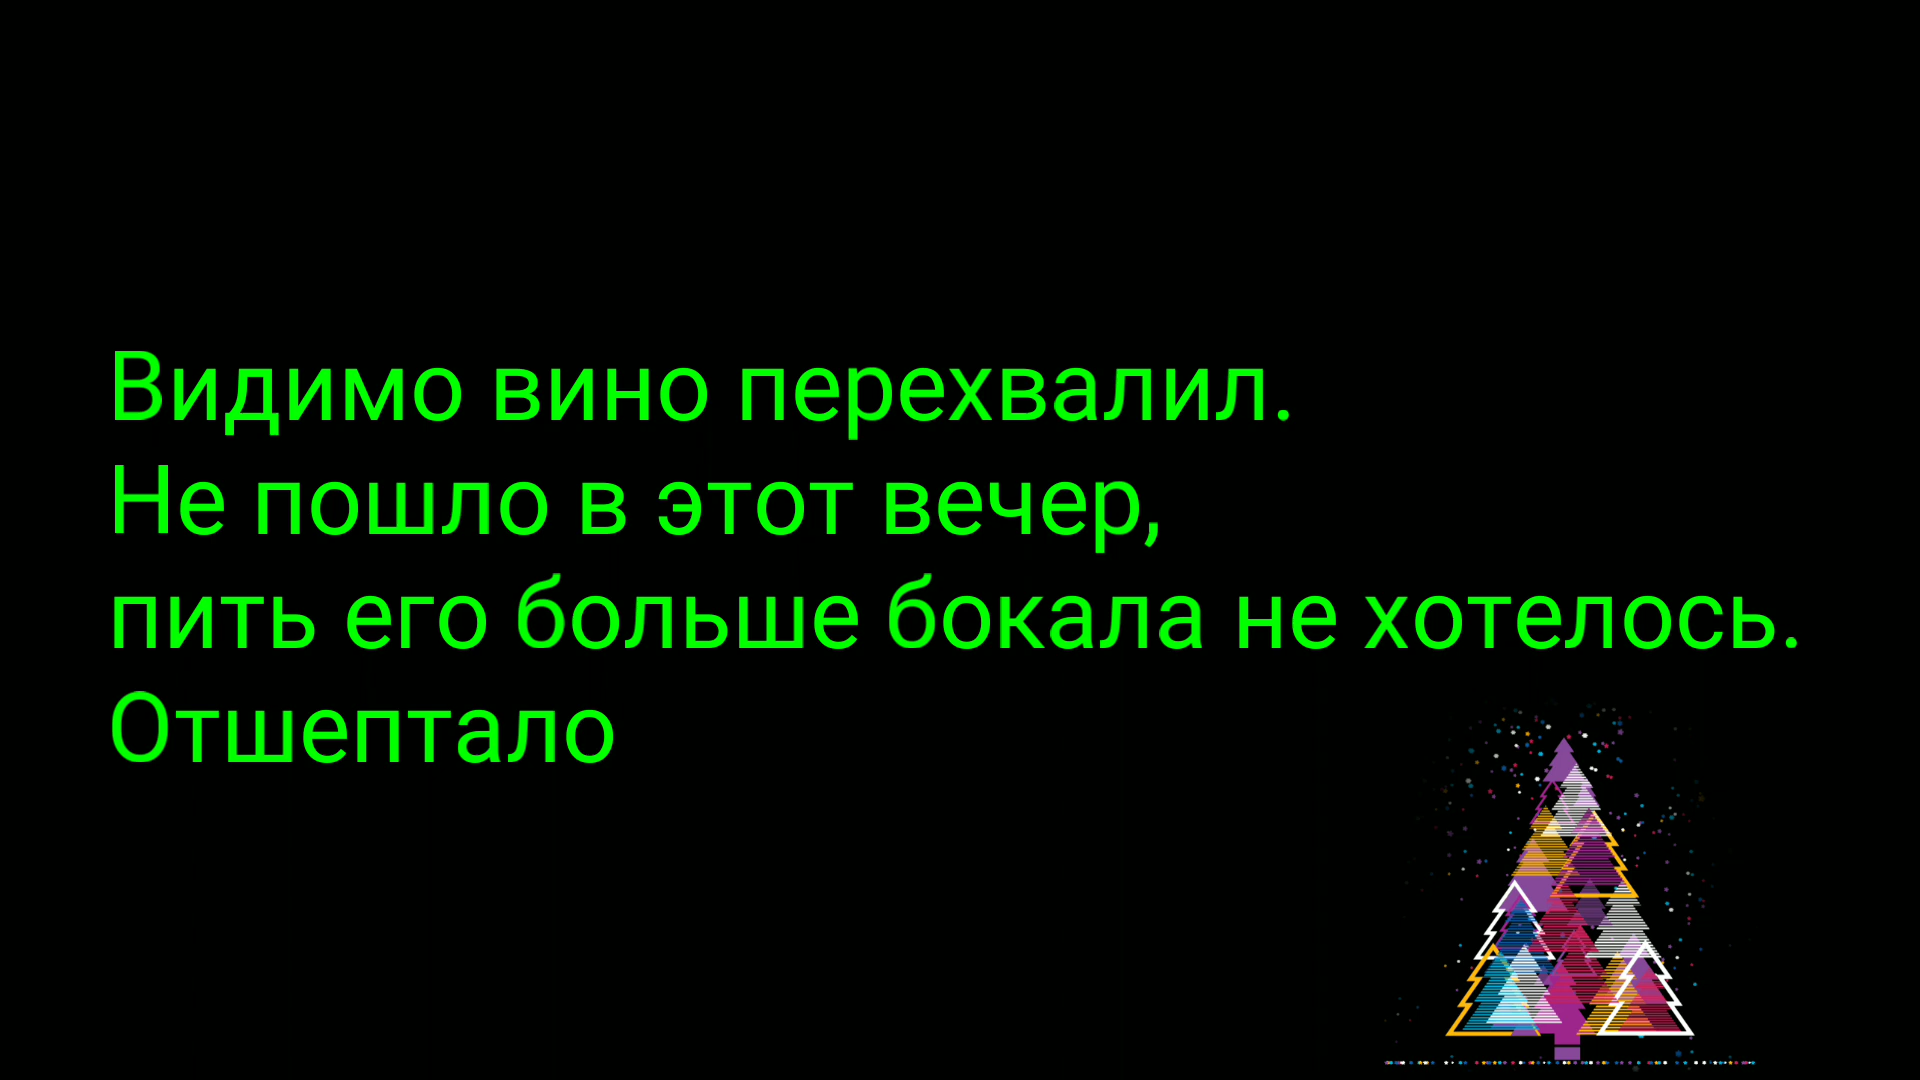 Видимо вино перехвалил.
Не пошло в этот вечер,
пить его больше бокала не хотелось.
Отшептало